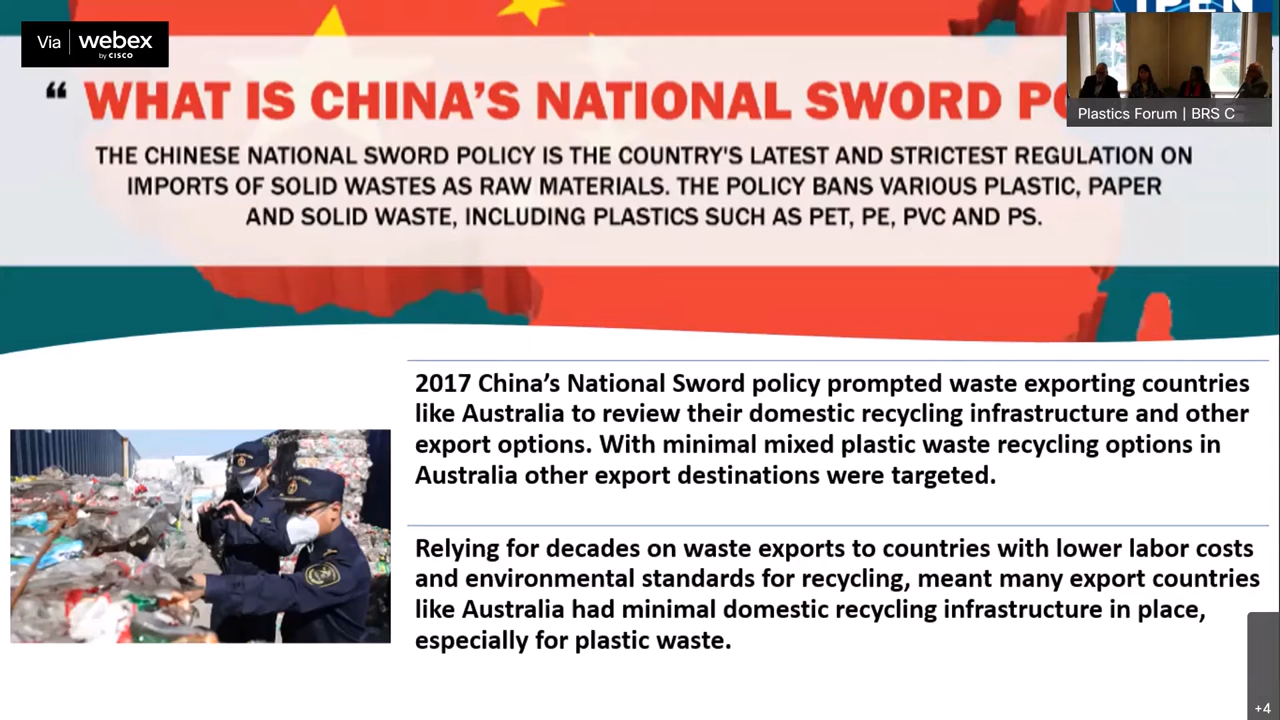 Via webex
by CISCO
IPEN
Plastics Forum | BRS C
“ WHAT IS CHINA’S NATIONAL SWORD PO
THE CHINESE NATIONAL SWORD POLICY IS THE COUNTRY'S LATEST AND STRICTEST REGULATION ON
IMPORTS OF SOLID WASTES AS RAW MATERIALS. THE POLICY BANS VARIOUS PLASTIC, PAPER
AND SOLID WASTE, INCLUDING PLASTICS SUCH AS PET, PE, PVC AND PS.
2017 China’s National Sword policy prompted waste exporting countries
like Australia to review their domestic recycling infrastructure and other
export options. With minimal mixed plastic waste recycling options in
Australia other export destinations were targeted.
Relying for decades on waste exports to countries with lower labor costs
and environmental standards for recycling, meant many export countries
like Australia had minimal domestic recycling infrastructure in place,
especially for plastic waste.
+4